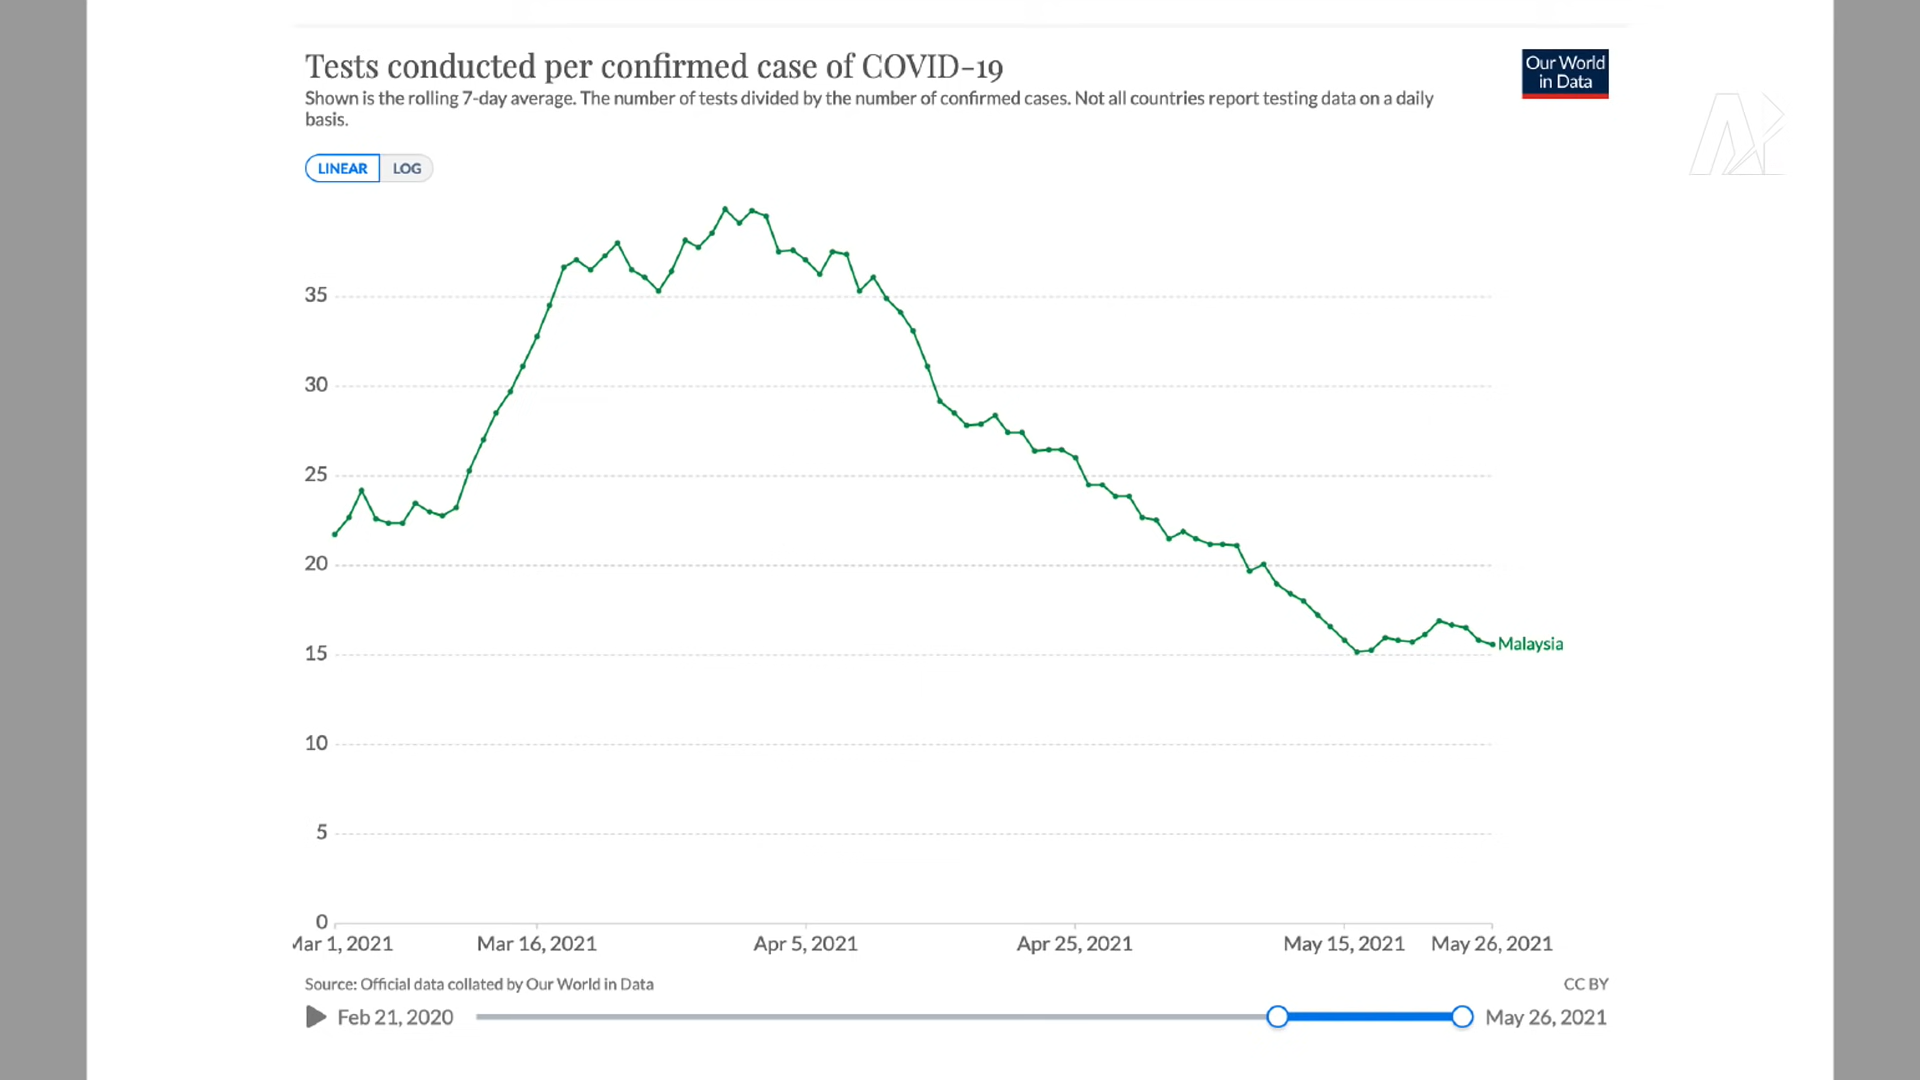 Tests conducted per confirmed case of COVID-19
Shown is the rolling 7-day average. The number of tests divided by the number of confirmed cases. Not all countries report testing data on a daily
basis.
Our World
in Data
LINEAR LOG
35
30
25
20
15
10
5
0
Malaysia
Mar 1, 2021 Mar 16, 2021 Apr 5, 2021 Apr 25, 2021 May 15, 2021 May 26, 2021
Source: Official data collated by Our World in Data CC BY
Feb 21, 2020 May 26, 2021